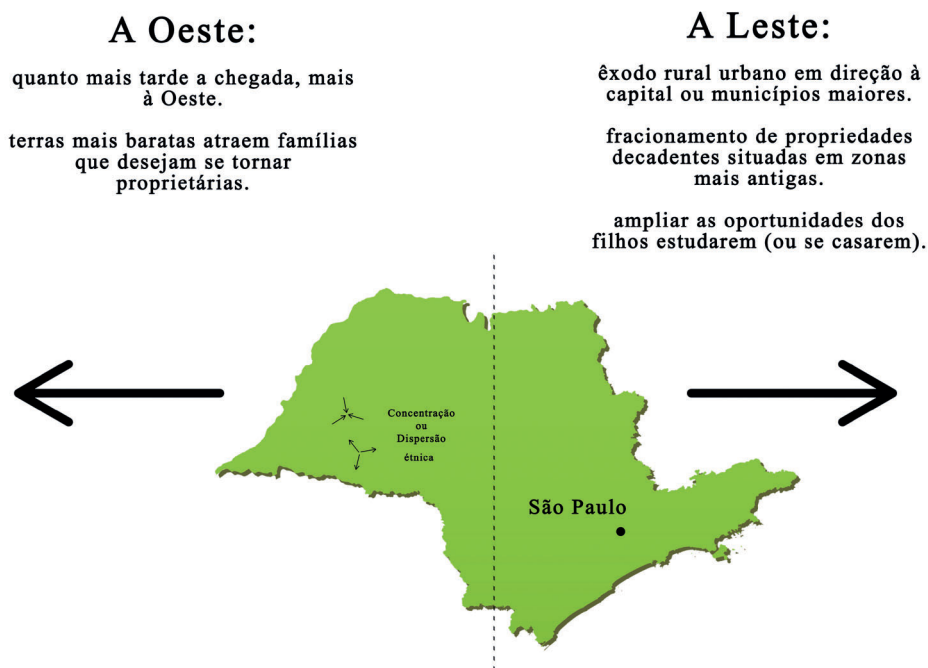 A Oeste:
quanto mais tarde a chegada, mais
à Oeste.
terras mais baratas atraem famílias
que desejam se tornar
proprietárias.
A Leste:
êxodo rural urbano em direção à
capital ou municípios maiores.
fracionamento de propriedades
decadentes situadas em zonas
mais antigas.
ampliar as oportunidades dos
filhos estudarem (ou se casarem).
Concentração
ou
Dispersão
étnica
São Paulo